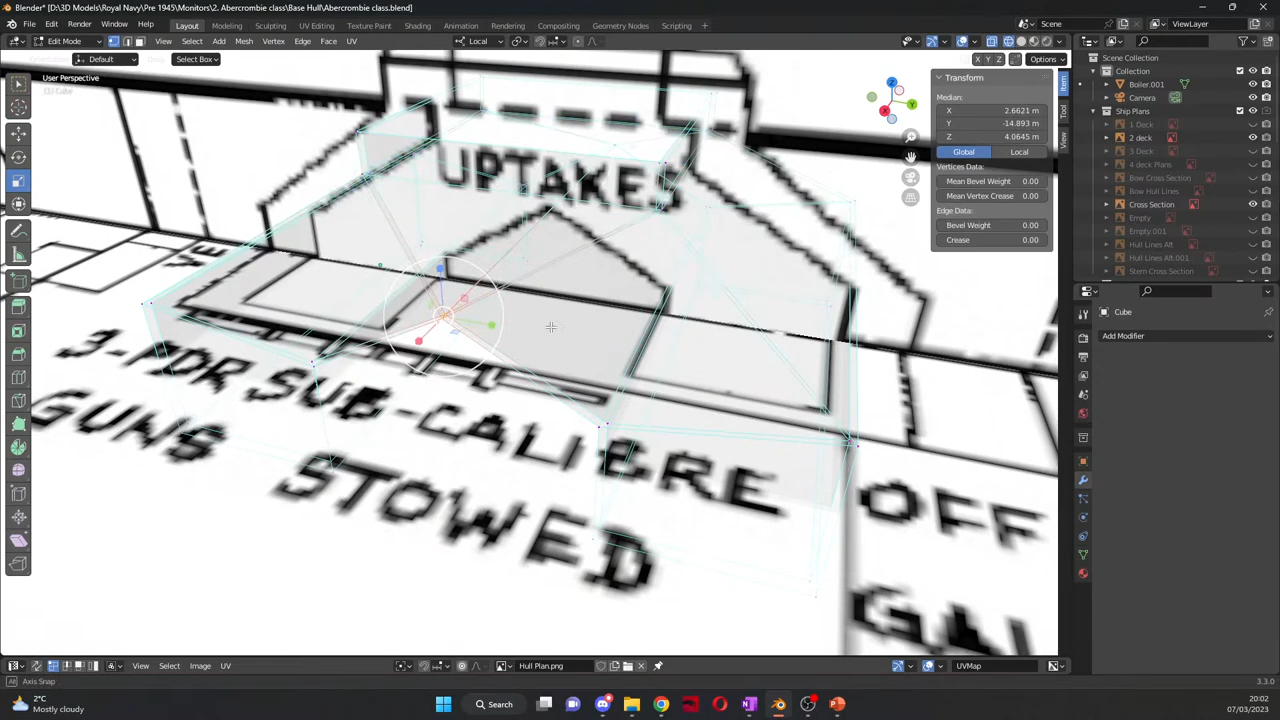 Blender* [D:\3D Models\Royal Navy\Pre 1945\Monitors\2. Abercrombie class\Base Hull\Abercrombie class.blend]
File Edit Render Window Help Layout Modeling Sculpting UV Editing Texture Paint Shading Animation Rendering Compositing Geometry Nodes Scripting + Scene ViewLayer
Edit Mode View Select Add Mesh Vertex Edge Face UV Local
Orientation: Default Drag: Select Box X Y Z Options
User Perspective
(1) Cube
Z Y X
Transform
Median:
X 2.6621 m
Y -14.893 m
Z 4.0645 m
Global Local
Vertices Data:
Mean Bevel Weight 0.00
Mean Vertex Crease 0.00
Edge Data:
Bevel Weight 0.00
Crease 0.00
Item
Tool
View
Scene Collection
Collection
Boiler.001
Camera
Ship Plans
1 Deck
2 deck
3 Deck
4 deck Plans
Bow Cross Section
Bow Hull Lines
Cross Section
Empty
Empty.001
Hull Lines Aft
Hull Lines Aft.001
Stern Cross Section
Cube
Add Modifier
UPTAKES
VE
3-PDR SUB-CALIBRE
GUNS STOWED
OFF
View Select Image UV Hull Plan.png UVMap
Axis Snap 3.3.0
2°C
Mostly cloudy
Search
20:02
07/03/2023